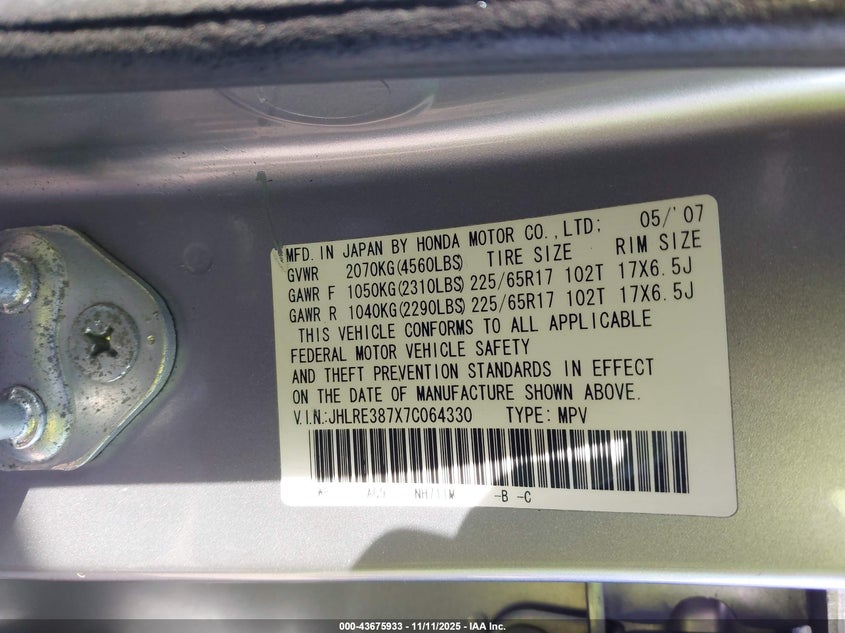 MFD. IN JAPAN BY HONDA MOTOR CO.,LTD; 05/'07
GVWR 2070KG(4560LBS) TIRE SIZE RIM SIZE
GAWR F 1050KG(2310LBS) 225/65R17 102T 17X6.5J
GAWR R 1040KG(2290LBS) 225/65R17 102T 17X6.5J
THIS VEHICLE CONFORMS TO ALL APPLICABLE
FEDERAL MOTOR VEHICLE SAFETY
AND THEFT PREVENTION STANDARDS IN EFFECT
ON THE DATE OF MANUFACTURE SHOWN ABOVE.
V.I.N.:JHLRE387X7C064330 TYPE: MPV
-B -C
000-43675933 - 11/11/2025 - IAA Inc.